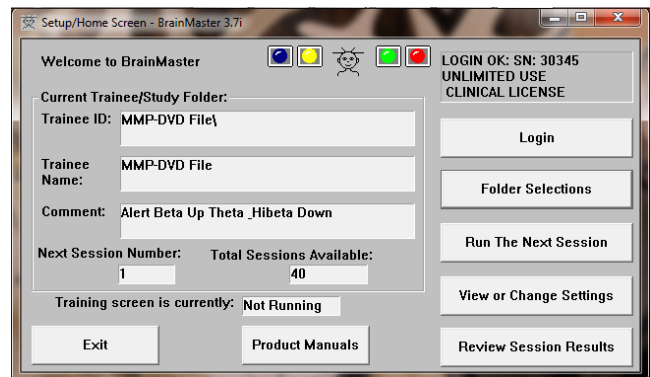 Setup/Home Screen - BrainMaster 3.7i
Welcome to BrainMaster
LOGIN OK: SN: 30345
UNLIMITED USE
CLINICAL LICENSE
Current Trainee/Study Folder:
Trainee ID: MMP-DVD File\
Trainee
Name:
MMP-DVD File
Comment: Alert Beta Up Theta _Hibeta Down
Next Session Number: Total Sessions Available:
1 40
Training screen is currently: Not Running
Exit
Product Manuals
Login
Folder Selections
Run The Next Session
View or Change Settings
Review Session Results